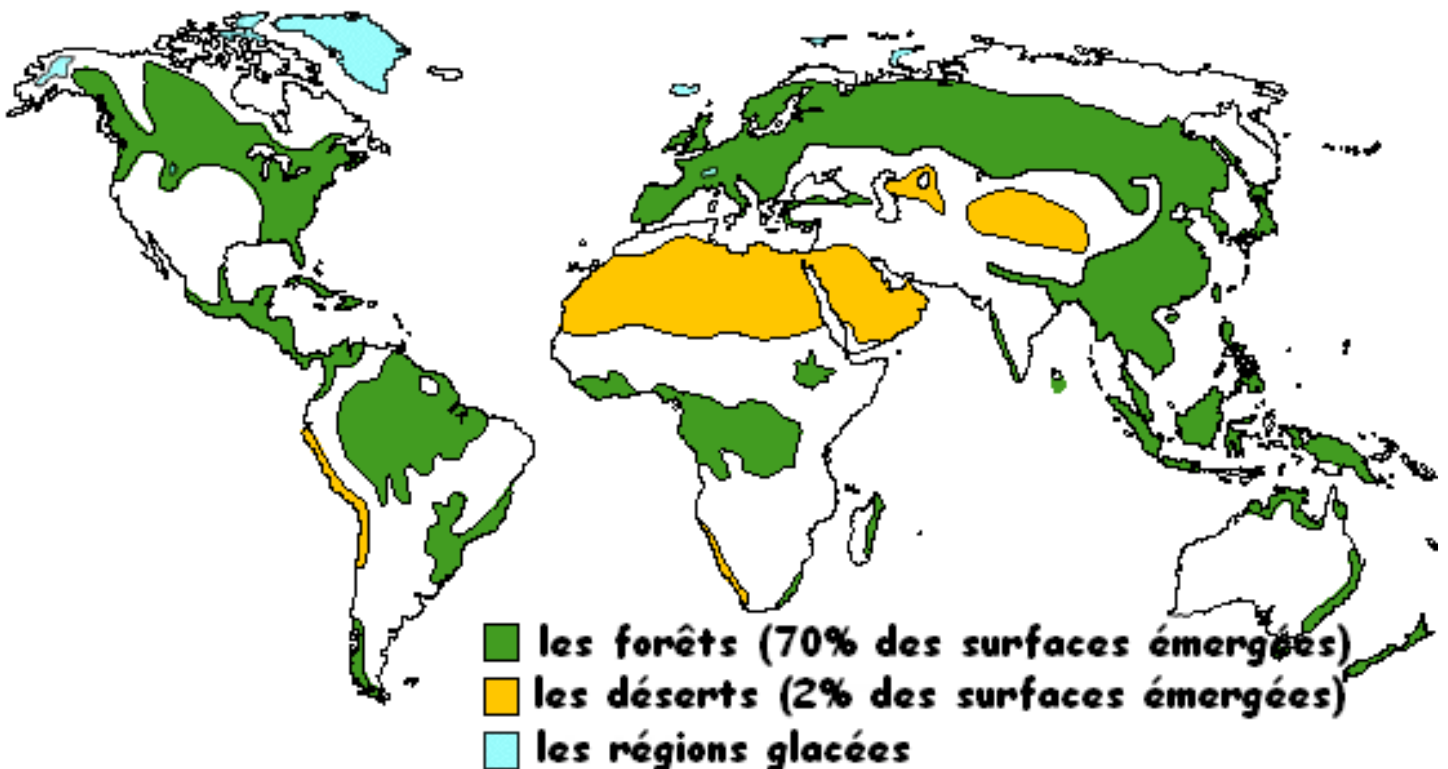 les forêts (70% des surfaces émergées)
les déserts (2% des surfaces émergées)
les régions glacées